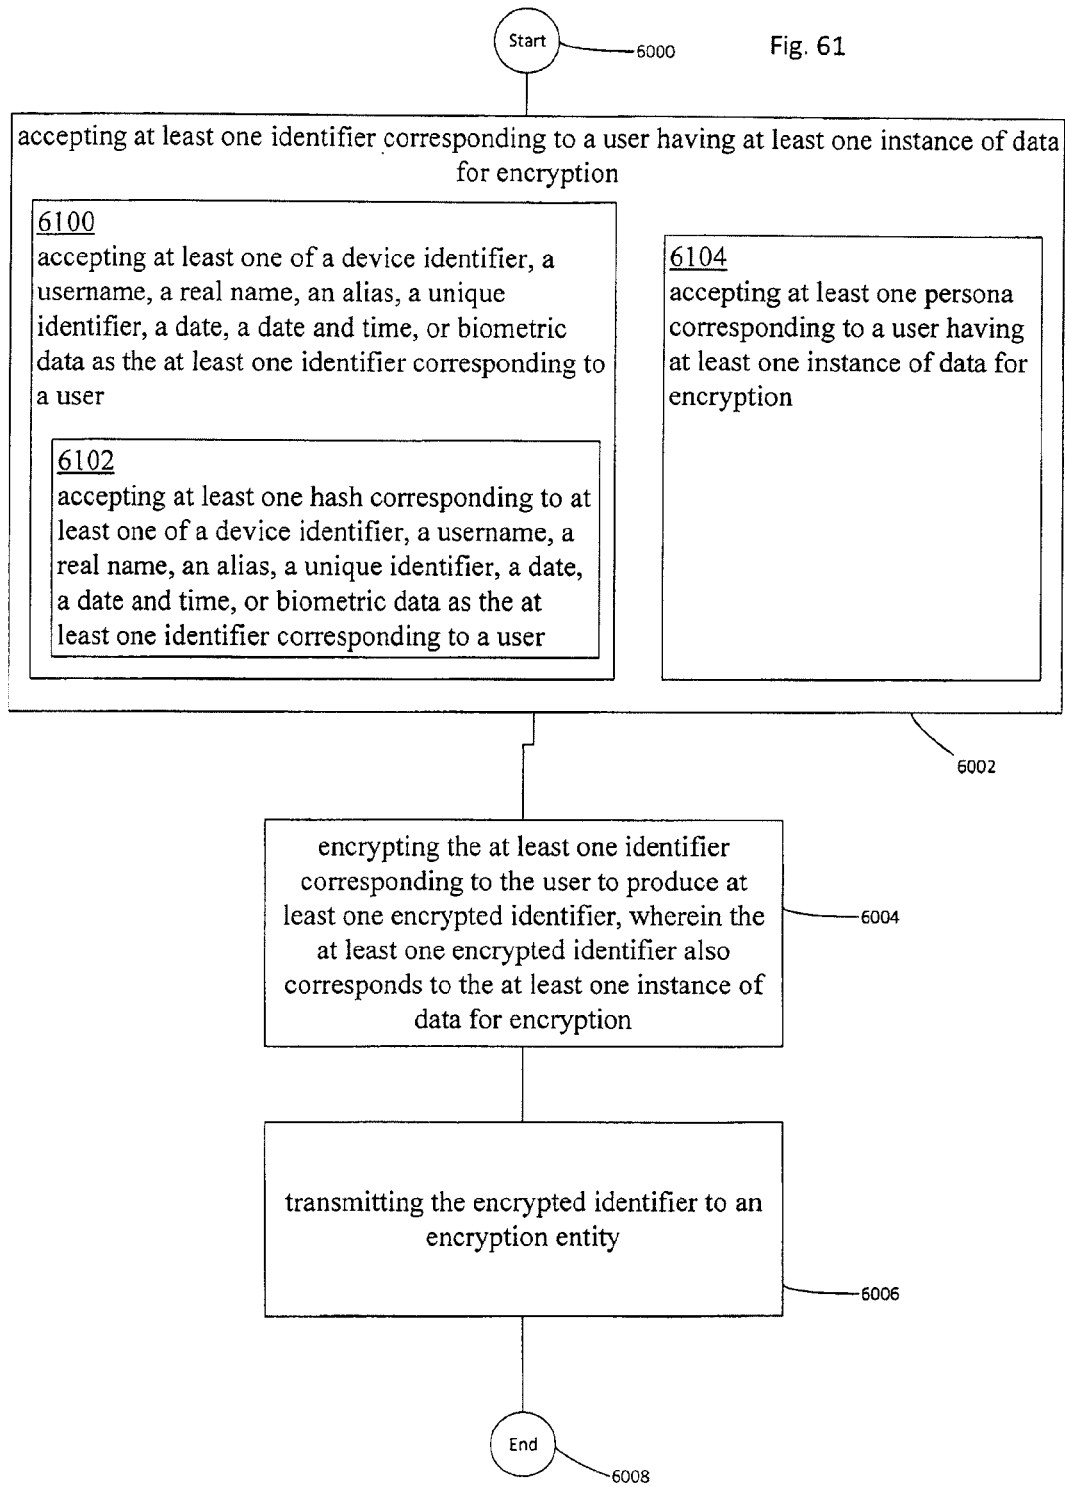 Start
6000
Fig. 61
accepting at least one identifier corresponding to a user having at least one instance of data
for encryption
6100
accepting at least one of a device identifier, a
username, a real name, an alias, a unique
identifier, a date, a date and time, or biometric
data as the at least one identifier corresponding to
a user
6102
accepting at least one hash corresponding to at
least one of a device identifier, a username, a
real name, an alias, a unique identifier, a date,
a date and time, or biometric data as the at
least one identifier corresponding to a user
6104
accepting at least one persona
corresponding to a user having
at least one instance of data for
encryption
6002
encrypting the at least one identifier
corresponding to the user to produce at
least one encrypted identifier, wherein the
at least one encrypted identifier also
corresponds to the at least one instance of
data for encryption
6004
transmitting the encrypted identifier to an
encryption entity
6006
End
6008